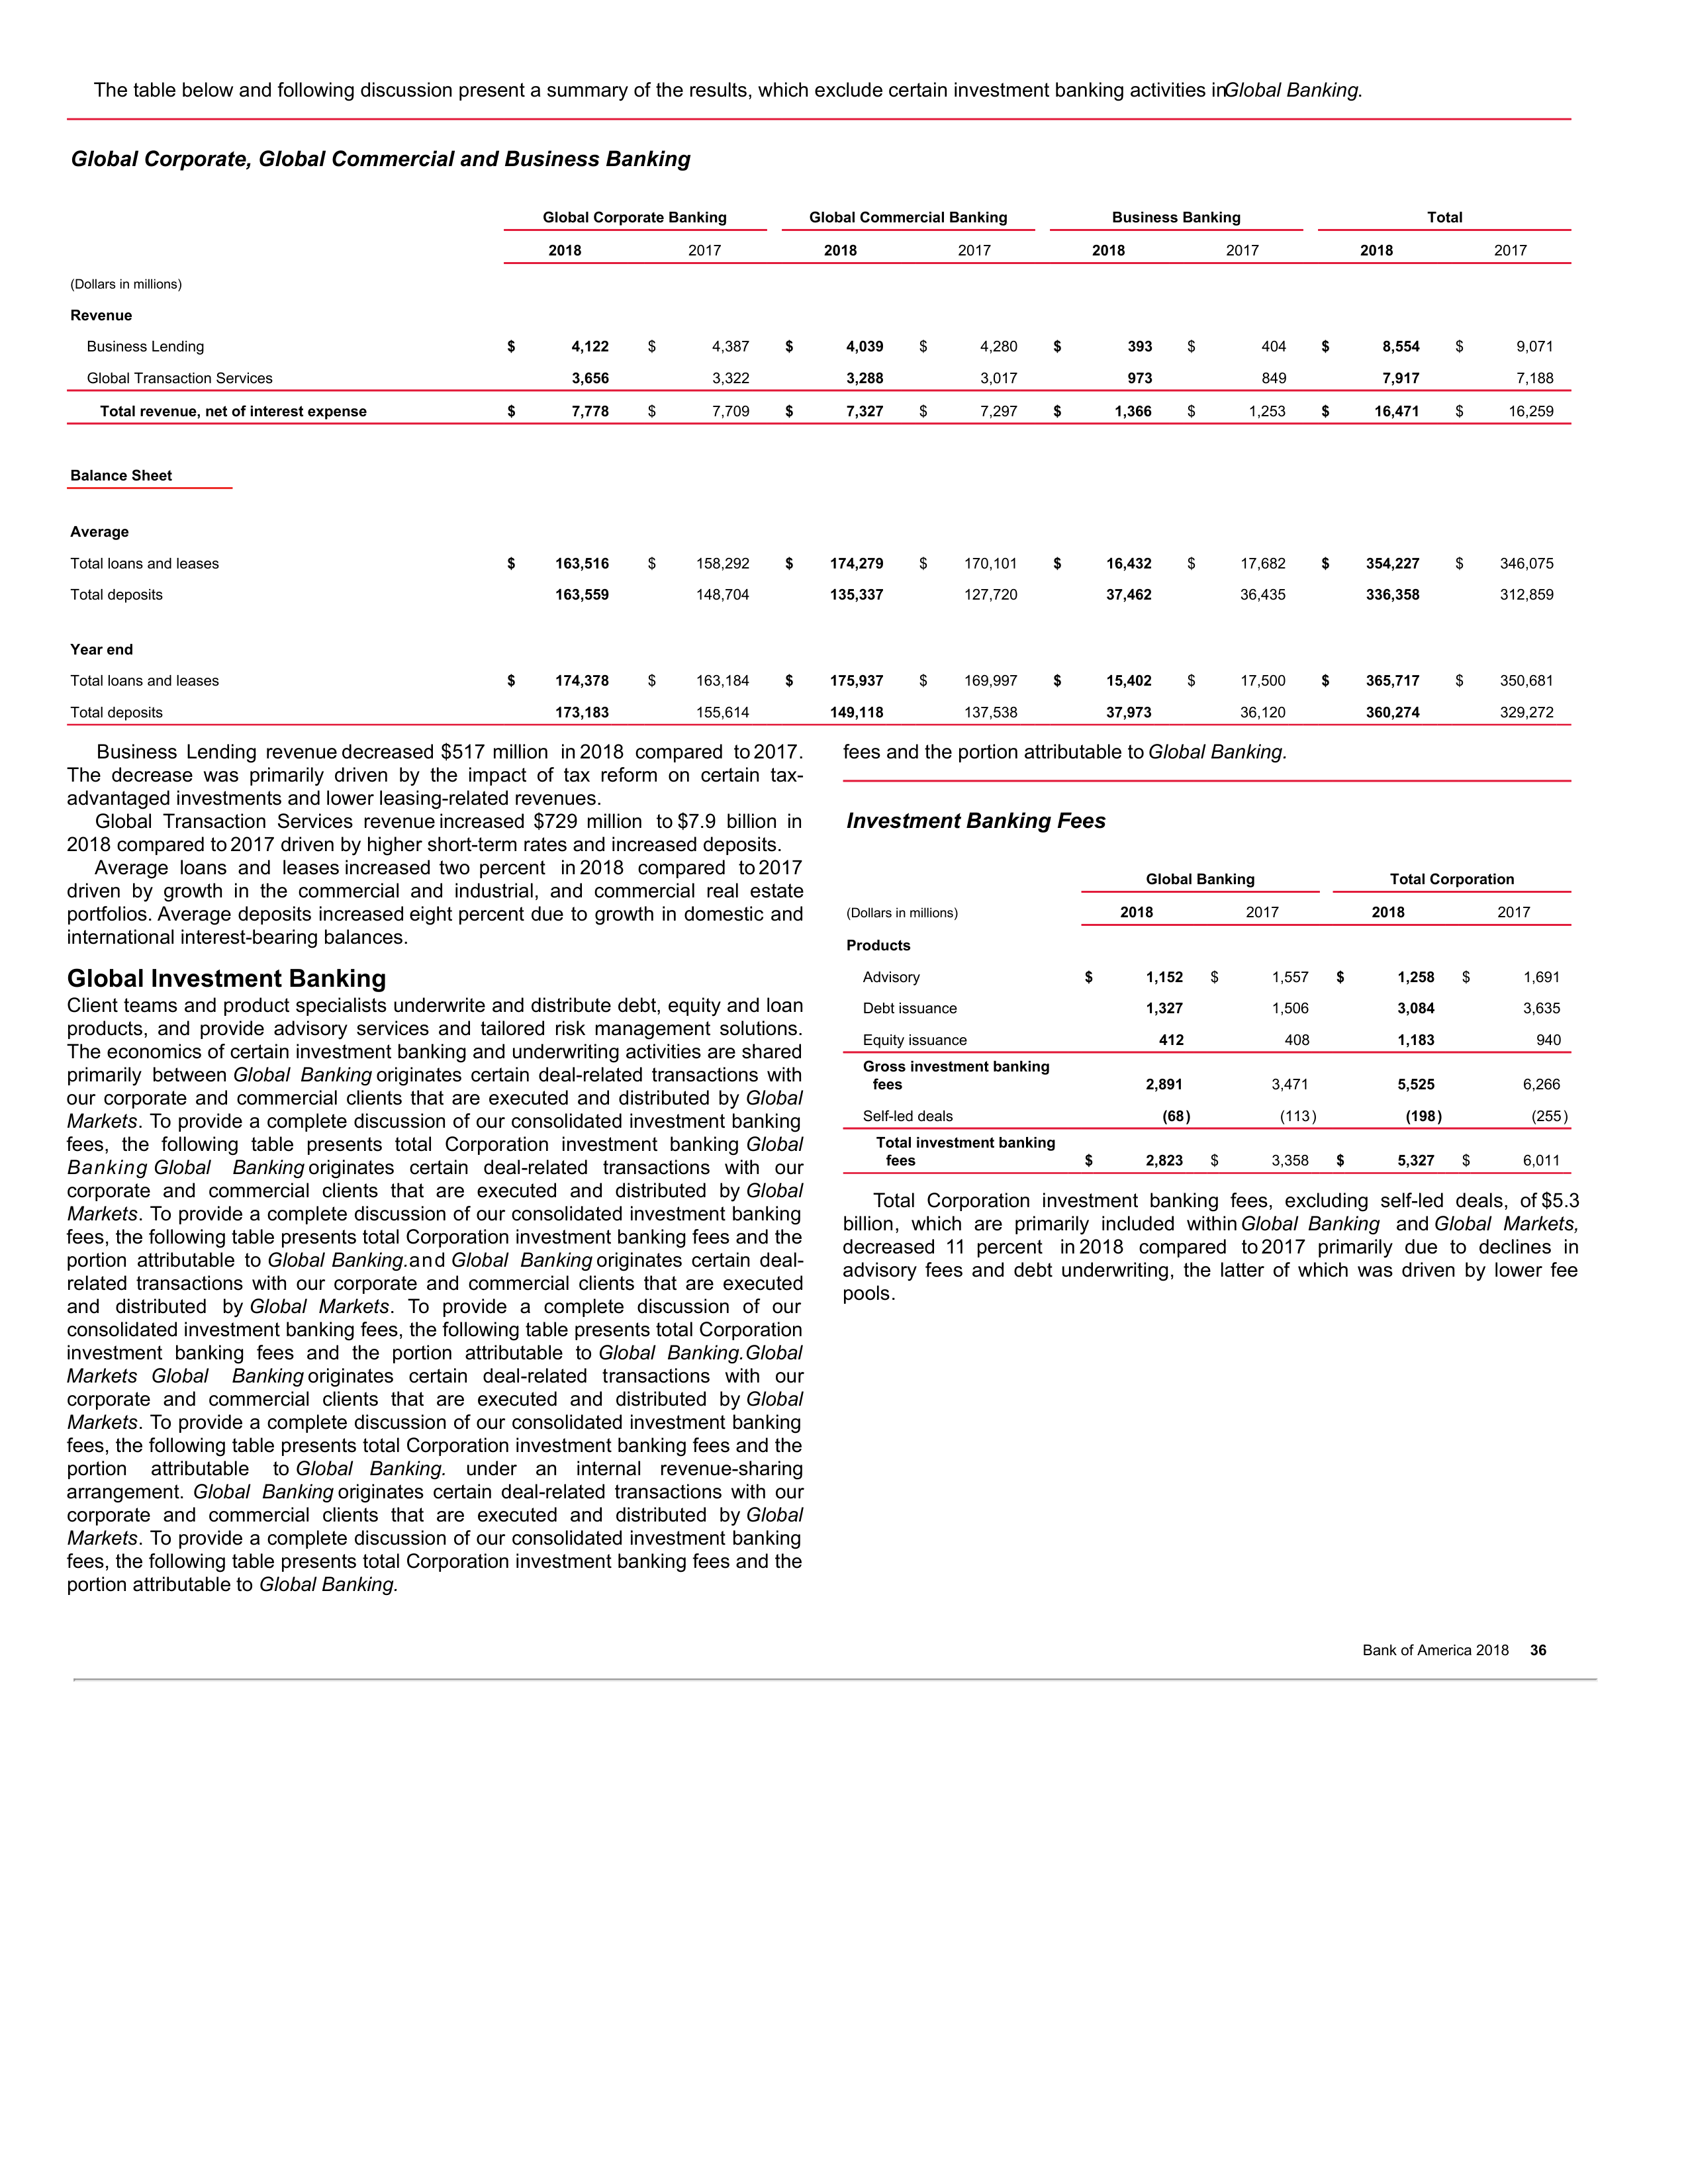 The table below and following discussion present a summary of the results, which exclude certain investment banking activities in Global Banking.
Global Corporate, Global Commercial and Business Banking
Global Corporate Banking Global Commercial Banking Business Banking Total
2018 2017 2018 2017 2018 2017 2018 2017
(Dollars in millions)
Revenue
Business Lending $ 4,122 $ 4,387 $ 4,039 $ 4,280 $ 393 $ 404 $ 8,554 $ 9,071
Global Transaction Services 3,656 3,322 3,288 3,017 973 849 7,917 7,188
Total revenue, net of interest expense $ 7,778 $ 7,709 $ 7,327 $ 7,297 $ 1,366 $ 1,253 $ 16,471 $ 16,259
Balance Sheet
Average
Total loans and leases $ 163,516 $ 158,292 $ 174,279 $ 170,101 $ 16,432 $ 17,682 $ 354,227 $ 346,075
Total deposits 163,559 148,704 135,337 127,720 37,462 36,435 336,358 312,859
Year end
Total loans and leases $ 174,378 $ 163,184 $ 175,937 $ 169,997 $ 15,402 $ 17,500 $ 365,717 $ 350,681
Total deposits 173,183 155,614 149,118 137,538 37,973 36,120 360,274 329,272
Business Lending revenue decreased $517 million in 2018 compared to 2017.
The decrease was primarily driven by the impact of tax reform on certain tax-
advantaged investments and lower leasing-related revenues.
Global Transaction Services revenue increased $729 million to $7.9 billion in
2018 compared to 2017 driven by higher short-term rates and increased deposits.
Average loans and leases increased two percent in 2018 compared to 2017
driven by growth in the commercial and industrial, and commercial real estate
portfolios. Average deposits increased eight percent due to growth in domestic and
international interest-bearing balances.
Global Investment Banking
Client teams and product specialists underwrite and distribute debt, equity and loan
products, and provide advisory services and tailored risk management solutions.
The economics of certain investment banking and underwriting activities are shared
primarily between Global Banking originates certain deal-related transactions with
our corporate and commercial clients that are executed and distributed by Global
Markets. To provide a complete discussion of our consolidated investment banking
fees, the following table presents total Corporation investment banking Global
Banking Global Banking originates certain deal-related transactions with our
corporate and commercial clients that are executed and distributed by Global
Markets. To provide a complete discussion of our consolidated investment banking
fees, the following table presents total Corporation investment banking fees and the
portion attributable to Global Banking.and Global Banking originates certain deal-
related transactions with our corporate and commercial clients that are executed
and distributed by Global Markets. To provide a complete discussion of our
consolidated investment banking fees, the following table presents total Corporation
investment banking fees and the portion attributable to Global Banking.Global
Markets Global Banking originates certain deal-related transactions with our
corporate and commercial clients that are executed and distributed by Global
Markets. To provide a complete discussion of our consolidated investment banking
fees, the following table presents total Corporation investment banking fees and the
portion attributable to Global Banking. under an internal revenue-sharing
arrangement. Global Banking originates certain deal-related transactions with our
corporate and commercial clients that are executed and distributed by Global
Markets. To provide a complete discussion of our consolidated investment banking
fees, the following table presents total Corporation investment banking fees and the
portion attributable to Global Banking.
fees and the portion attributable to Global Banking.
Investment Banking Fees
Global Banking Total Corporation
(Dollars in millions) 2018 2017 2018 2017
Products
Advisory $ 1,152 $ 1,557 $ 1,258 $ 1,691
Debt issuance 1,327 1,506 3,084 3,635
Equity issuance 412 408 1,183 940
Gross investment banking
fees 2,891 3,471 5,525 6,266
Self-led deals (68) (113) (198) (255)
Total investment banking
fees $ 2,823 $ 3,358 $ 5,327 $ 6,011
Total Corporation investment banking fees, excluding self-led deals, of $5.3
billion, which are primarily included within Global Banking and Global Markets,
decreased 11 percent in 2018 compared to 2017 primarily due to declines in
advisory fees and debt underwriting, the latter of which was driven by lower fee
pools.
Bank of America 2018 36